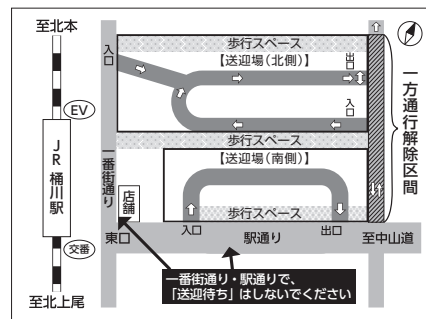 至北本
EV
JR桶川駅
交番
至北上尾
入口
一番街通り
店舗
東口
歩行スペース
【送迎場(北側)】
出口
入口
歩行スペース
【送迎場(南側)】
歩行スペース
入口
駅通り
出口
至中山道
一方通行解除区間
一番街通り・駅通りで、
「送迎待ち」はしないでください